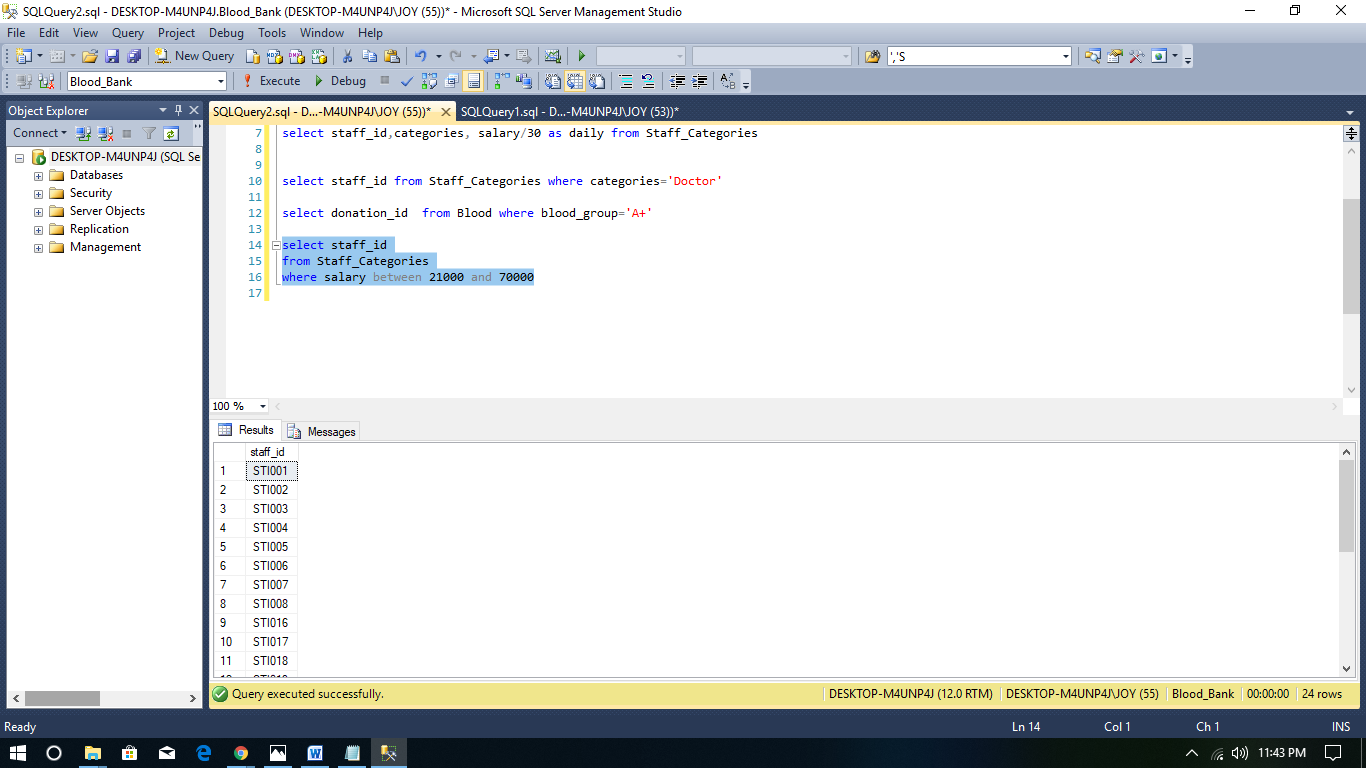 SQLQuery2.sql - DESKTOP-M4UNP4J.Blood_Bank (DESKTOP-M4UNP4J\JOY (55))* - Microsoft SQL Server Management Studio
File Edit View Query Project Debug Tools Window Help
New Query ','S
Blood_Bank Execute Debug
Object Explorer
Connect
DESKTOP-M4UNP4J (SQL Se
Databases
Security
Server Objects
Replication
Management
SQLQuery2.sql - D...-M4UNP4J\JOY (55))* SQLQuery1.sql - D...-M4UNP4J\JOY (53))*
7 select staff_id,categories, salary/30 as daily from Staff_Categories
8
9
10 select staff_id from Staff_Categories where categories='Doctor'
11
12 select donation_id  from Blood where blood_group='A+'
13
14 select staff_id
15 from Staff_Categories
16 where salary between 21000 and 70000
17
100 %
Results Messages
staff_id
1 STI001
2 STI002
3 STI003
4 STI004
5 STI005
6 STI006
7 STI007
8 STI008
9 STI016
10 STI017
11 STI018
Query executed successfully. DESKTOP-M4UNP4J (12.0 RTM) DESKTOP-M4UNP4J\JOY (55) Blood_Bank 00:00:00 24 rows
Ready Ln 14 Col 1 Ch 1 INS
11:43 PM